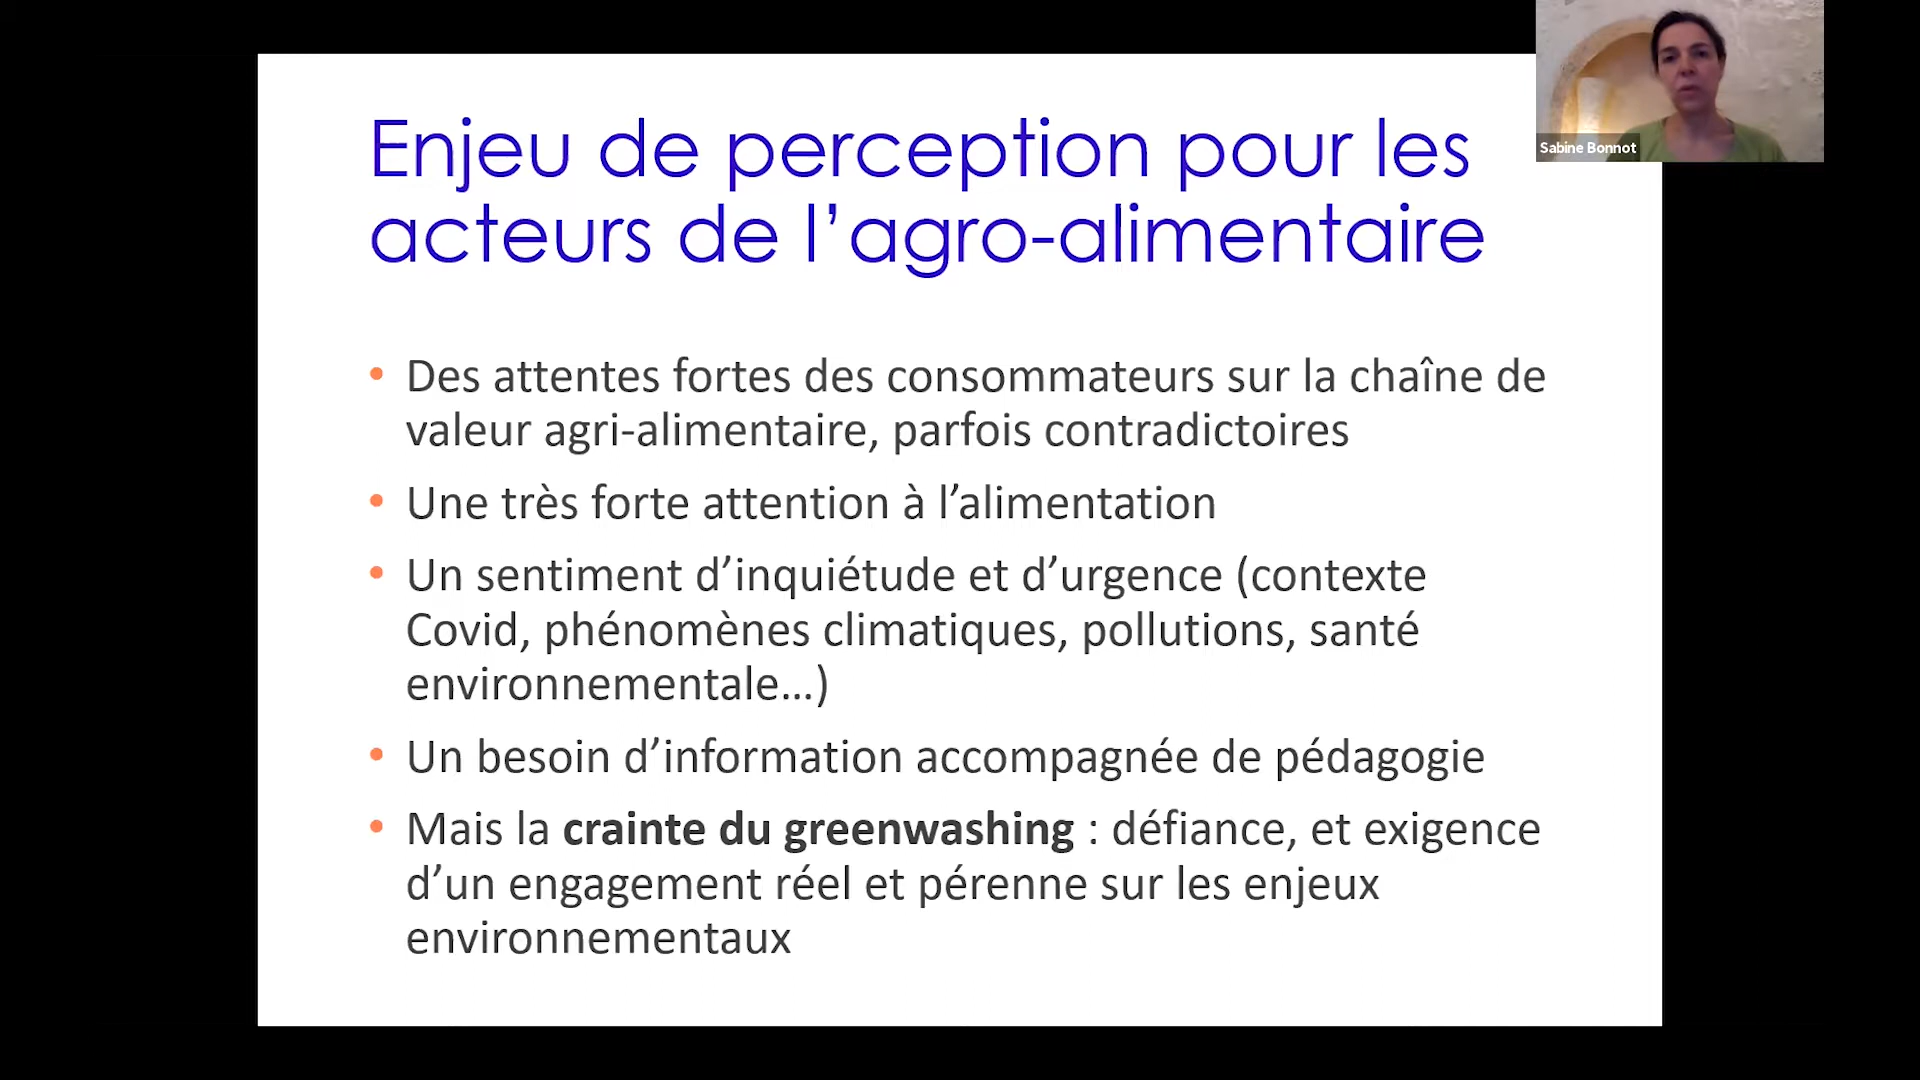 Enjeu de perception pour les
acteurs de l’agro-alimentaire
Sabine Bonnot
• Des attentes fortes des consommateurs sur la chaîne de
valeur agri-alimentaire, parfois contradictoires
• Une très forte attention à l’alimentation
• Un sentiment d’inquiétude et d’urgence (contexte
Covid, phénomènes climatiques, pollutions, santé
environnementale…)
• Un besoin d’information accompagnée de pédagogie
• Mais la crainte du greenwashing : défiance, et exigence
d’un engagement réel et pérenne sur les enjeux
environnementaux